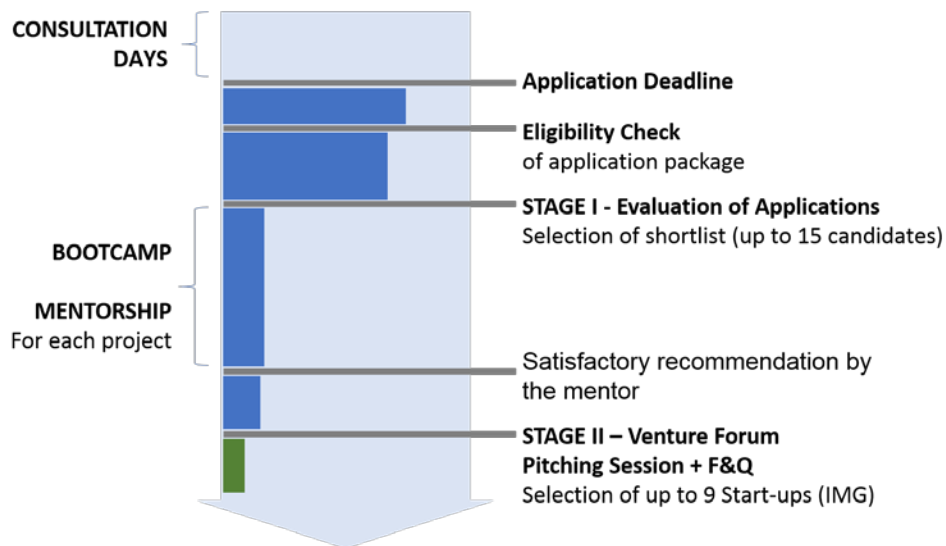 CONSULTATION
DAYS
Application Deadline
Eligibility Check
of application package
STAGE I - Evaluation of Applications
Selection of shortlist (up to 15 candidates)
BOOTCAMP
MENTORSHIP
For each project
Satisfactory recommendation by
the mentor
STAGE II – Venture Forum
Pitching Session + F&Q
Selection of up to 9 Start-ups (IMG)